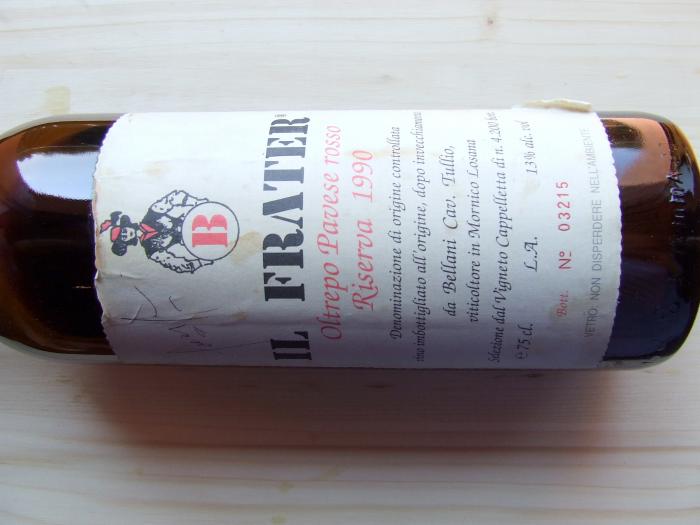 B
IL FRATER
Oltrepo Pavese rosso
Riserva 1990
Denominazione di origine controllata
vino imbottigliato all'origine, dopo invecchiamento
da Bellani Cav. Tullio,
viticoltore in Mornico Losana
Selezione dal Vigneto Cappelletta di n. 4.200
e 75 cl. L.A. 13% alc. vol
Bott. Nº 03215
VETRO: NON DISPERDERE NELL'AMBIENTE